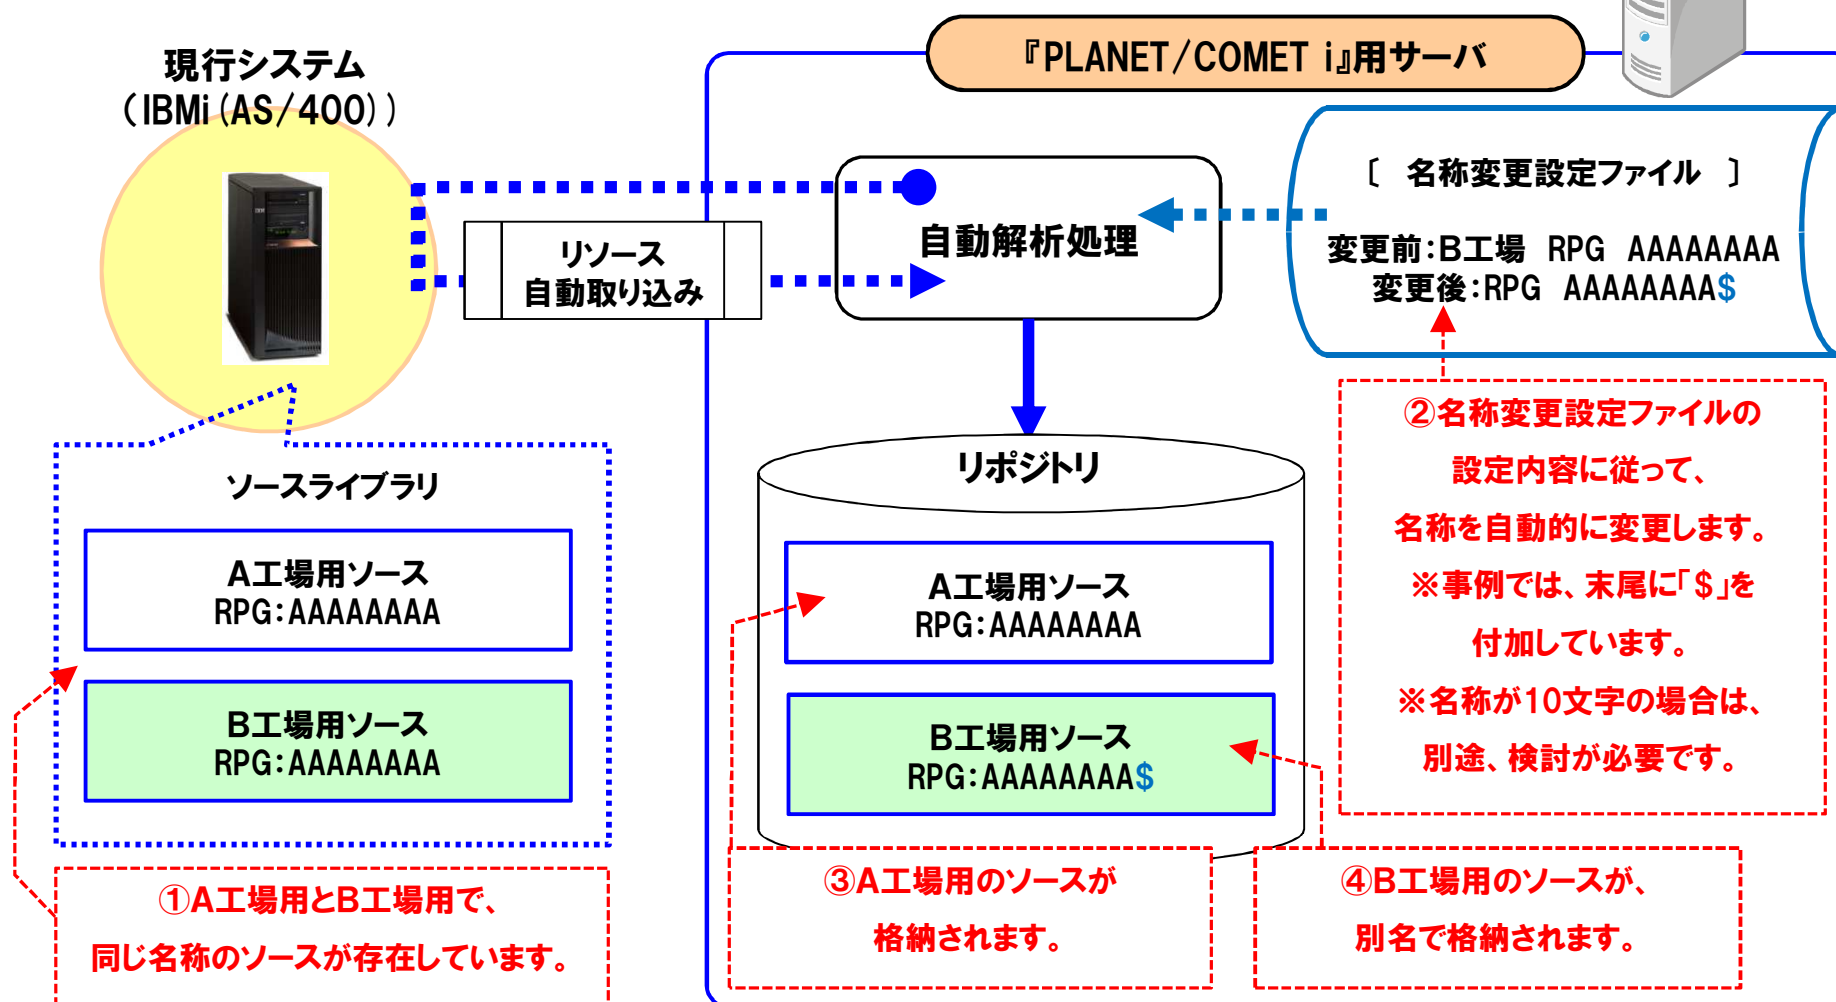 現行システム
（IBMi(AS/400)）
『PLANET/COMET i』用サーバ
〔　名称変更設定ファイル　〕
変更前:B工場 RPG AAAAAAAA
変更後:RPG AAAAAAAA$
自動解析処理
リソース
自動取り込み
ソースライブラリ
A工場用ソース
RPG:AAAAAAAA
B工場用ソース
RPG:AAAAAAAA
リポジトリ
A工場用ソース
RPG:AAAAAAAA
B工場用ソース
RPG:AAAAAAAA$
①A工場用とB工場用で、
同じ名称のソースが存在しています。
②名称変更設定ファイルの
設定内容に従って、
名称を自動的に変更します。
※事例では、末尾に「$」を
付加しています。
※名称が10文字の場合は、
別途、検討が必要です。
③A工場用のソースが
格納されます。
④B工場用のソースが、
別名で格納されます。